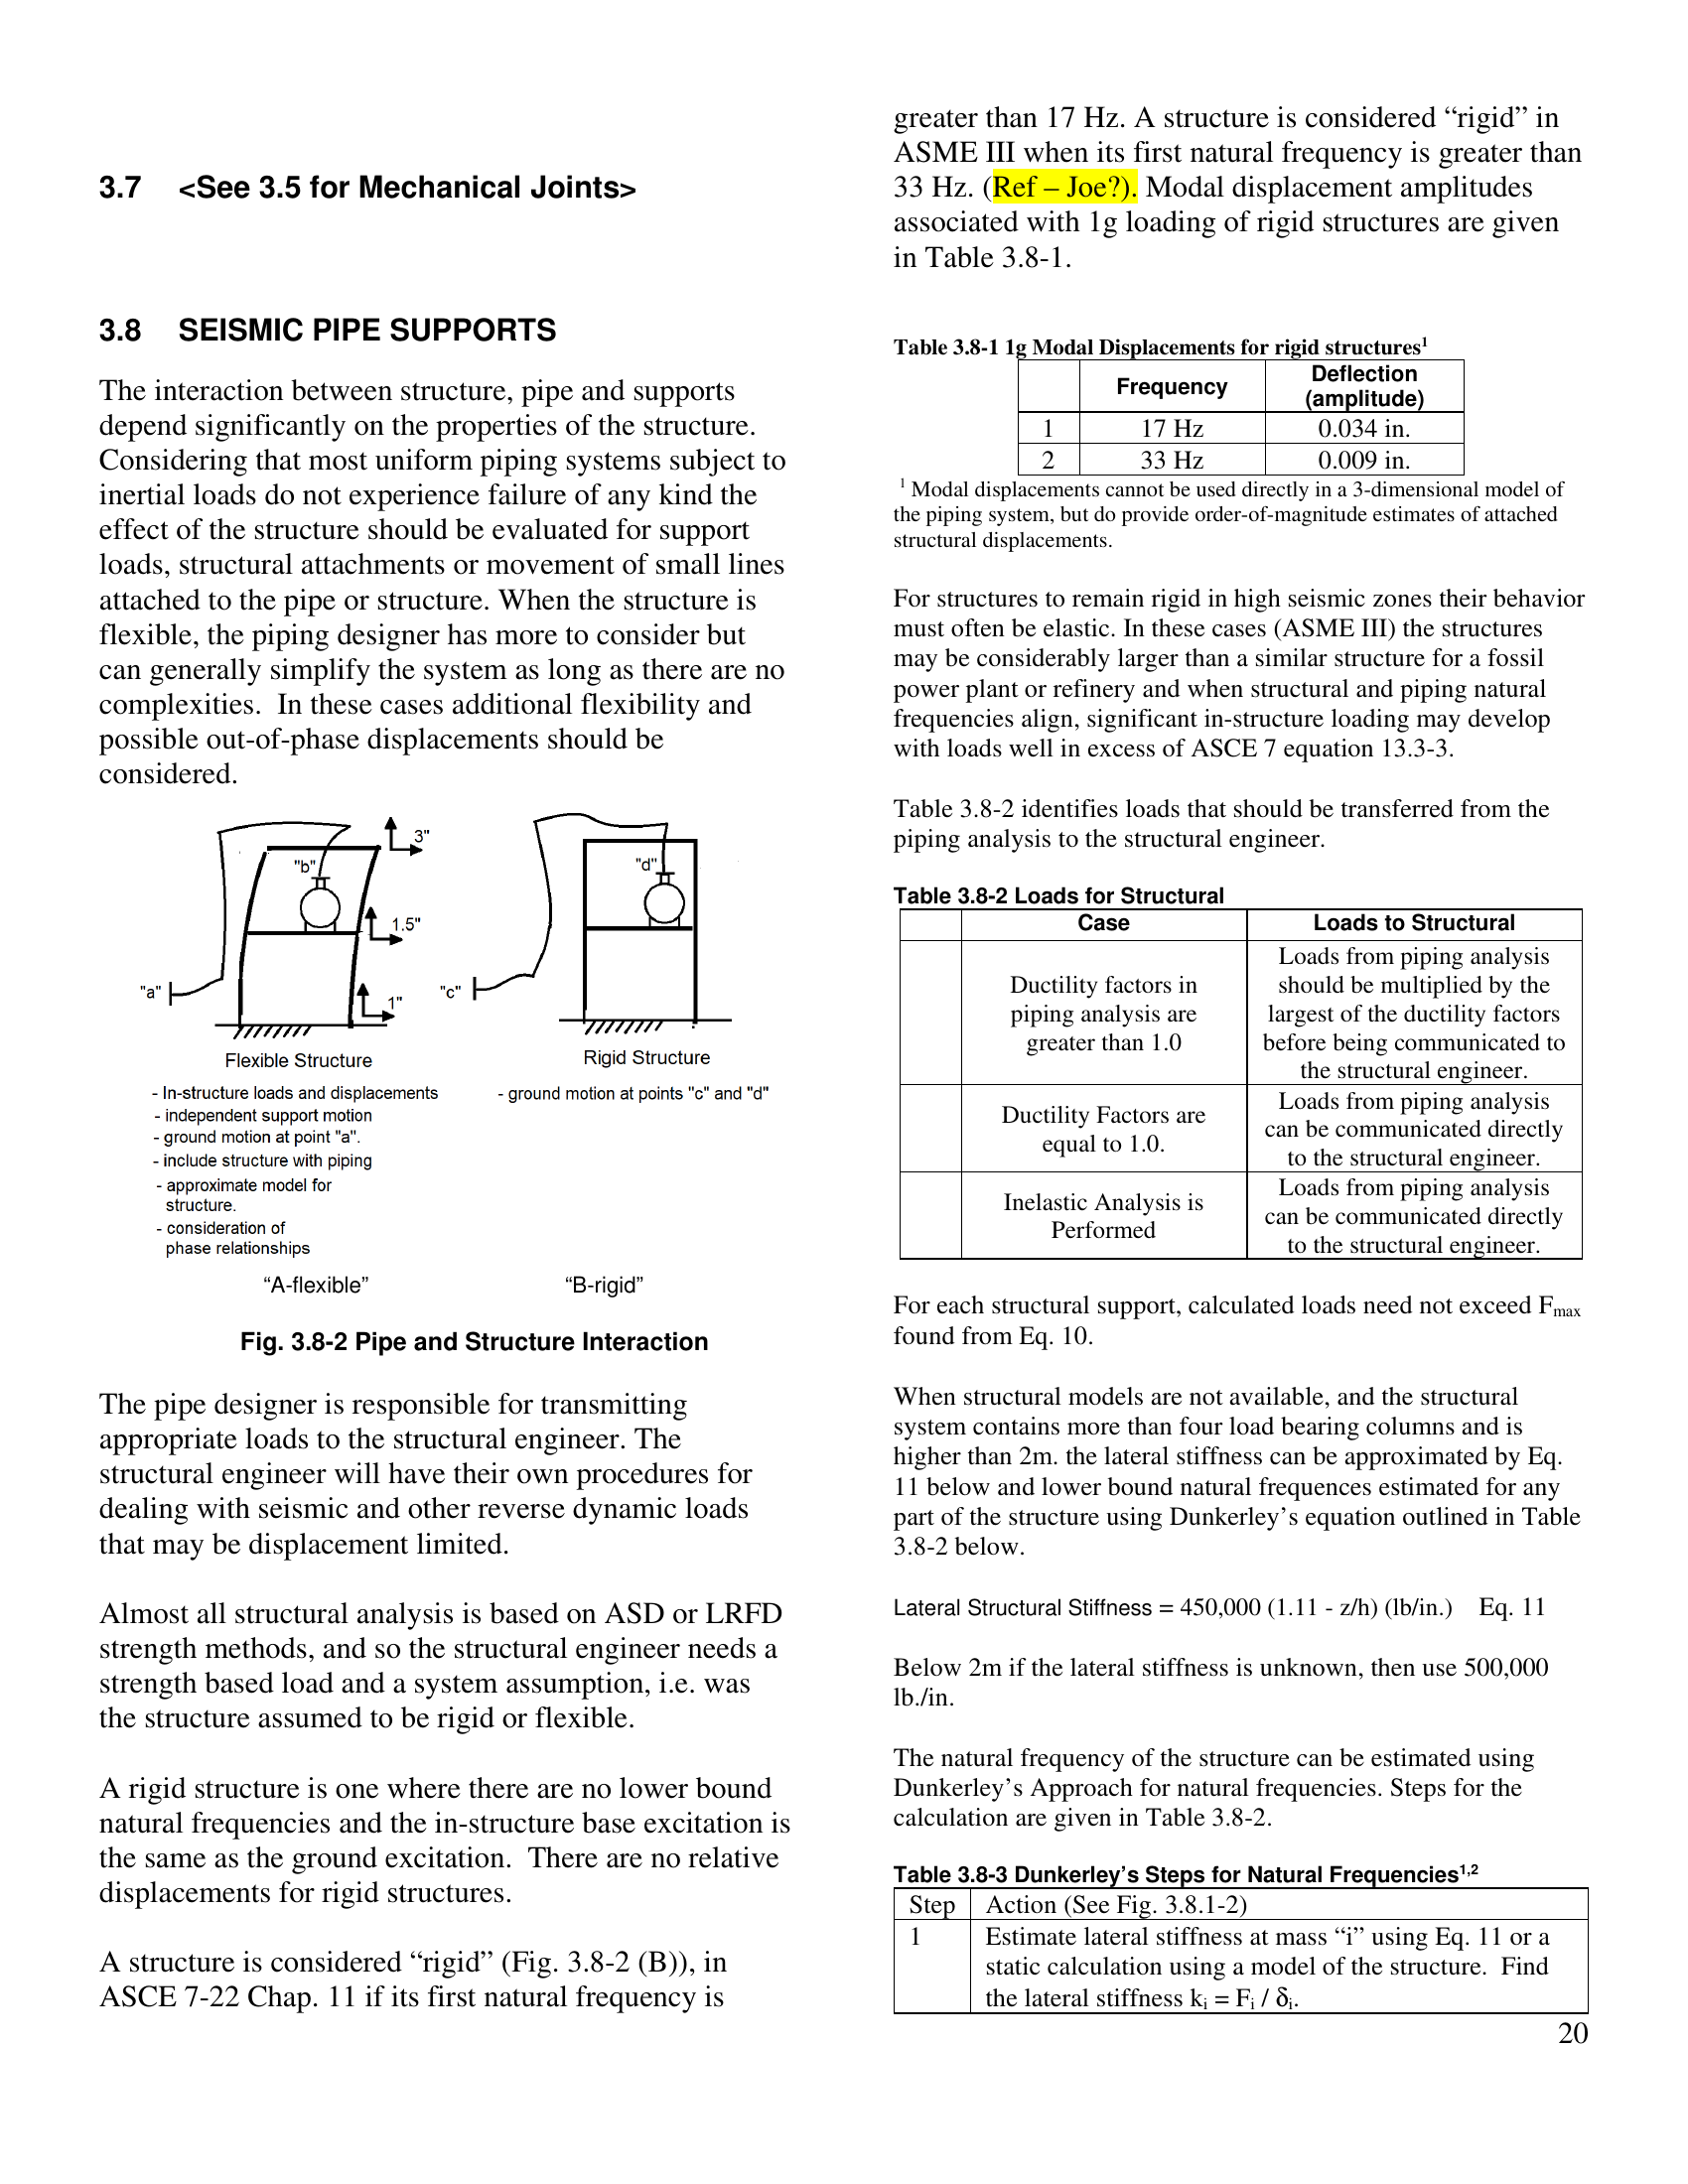 3.7 <See 3.5 for Mechanical Joints>
3.8 SEISMIC PIPE SUPPORTS
The interaction between structure, pipe and supports
depend significantly on the properties of the structure.
Considering that most uniform piping systems subject to
inertial loads do not experience failure of any kind the
effect of the structure should be evaluated for support
loads, structural attachments or movement of small lines
attached to the pipe or structure. When the structure is
flexible, the piping designer has more to consider but
can generally simplify the system as long as there are no
complexities. In these cases additional flexibility and
possible out-of-phase displacements should be
considered.
3"
"b"
1.5"
"a"
1"
Flexible Structure
- In-structure loads and displacements
- independent support motion
- ground motion at point "a".
- include structure with piping
- approximate model for
structure.
- consideration of
phase relationships
"d"
"c"
Rigid Structure
- ground motion at points "c" and "d"
“A-flexible” “B-rigid”
Fig. 3.8-2 Pipe and Structure Interaction
The pipe designer is responsible for transmitting
appropriate loads to the structural engineer. The
structural engineer will have their own procedures for
dealing with seismic and other reverse dynamic loads
that may be displacement limited.
Almost all structural analysis is based on ASD or LRFD
strength methods, and so the structural engineer needs a
strength based load and a system assumption, i.e. was
the structure assumed to be rigid or flexible.
A rigid structure is one where there are no lower bound
natural frequencies and the in-structure base excitation is
the same as the ground excitation. There are no relative
displacements for rigid structures.
A structure is considered “rigid” (Fig. 3.8-2 (B)), in
ASCE 7-22 Chap. 11 if its first natural frequency is
greater than 17 Hz. A structure is considered “rigid” in
ASME III when its first natural frequency is greater than
33 Hz. (Ref – Joe?). Modal displacement amplitudes
associated with 1g loading of rigid structures are given
in Table 3.8-1.
Table 3.8-1 1g Modal Displacements for rigid structures¹
Frequency Deflection
(amplitude)
1 17 Hz 0.034 in.
2 33 Hz 0.009 in.
¹ Modal displacements cannot be used directly in a 3-dimensional model of
the piping system, but do provide order-of-magnitude estimates of attached
structural displacements.
For structures to remain rigid in high seismic zones their behavior
must often be elastic. In these cases (ASME III) the structures
may be considerably larger than a similar structure for a fossil
power plant or refinery and when structural and piping natural
frequencies align, significant in-structure loading may develop
with loads well in excess of ASCE 7 equation 13.3-3.
Table 3.8-2 identifies loads that should be transferred from the
piping analysis to the structural engineer.
Table 3.8-2 Loads for Structural
Case Loads to Structural
Ductility factors in
piping analysis are
greater than 1.0
Loads from piping analysis
should be multiplied by the
largest of the ductility factors
before being communicated to
the structural engineer.
Ductility Factors are
equal to 1.0.
Loads from piping analysis
can be communicated directly
to the structural engineer.
Inelastic Analysis is
Performed
Loads from piping analysis
can be communicated directly
to the structural engineer.
For each structural support, calculated loads need not exceed Fmax
found from Eq. 10.
When structural models are not available, and the structural
system contains more than four load bearing columns and is
higher than 2m. the lateral stiffness can be approximated by Eq.
11 below and lower bound natural frequences estimated for any
part of the structure using Dunkerley’s equation outlined in Table
3.8-2 below.
Lateral Structural Stiffness = 450,000 (1.11 - z/h) (lb/in.) Eq. 11
Below 2m if the lateral stiffness is unknown, then use 500,000
lb./in.
The natural frequency of the structure can be estimated using
Dunkerley’s Approach for natural frequencies. Steps for the
calculation are given in Table 3.8-2.
Table 3.8-3 Dunkerley’s Steps for Natural Frequencies¹,²
Step Action (See Fig. 3.8.1-2)
1 Estimate lateral stiffness at mass “i” using Eq. 11 or a
static calculation using a model of the structure. Find
the lateral stiffness ki = Fi / δi.
20